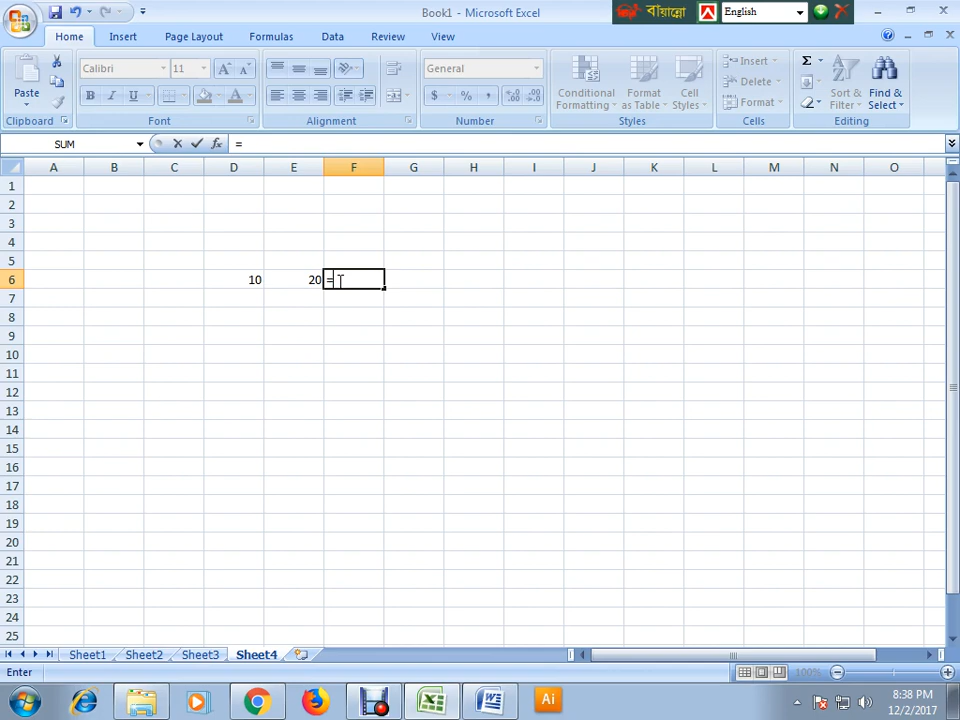 Book1 - Microsoft Excel
বায়ান্নো
English
Home Insert Page Layout Formulas Data Review View
Paste
Clipboard
Calibri 11
B I U A
Font
Alignment
General
$ % ,
Number
Conditional Formatting
Format as Table
Cell Styles
Styles
Insert
Delete
Format
Cells
Σ
Sort & Filter
Find & Select
Editing
SUM fx =
A B C D E F G H I J K L M N O
1
2
3
4
5
6 10 20 =
7
8
9
10
11
12
13
14
15
16
17
18
19
20
21
22
23
24
25
Sheet1 Sheet2 Sheet3 Sheet4
Enter 100%
Ai
8:38 PM
12/2/2017